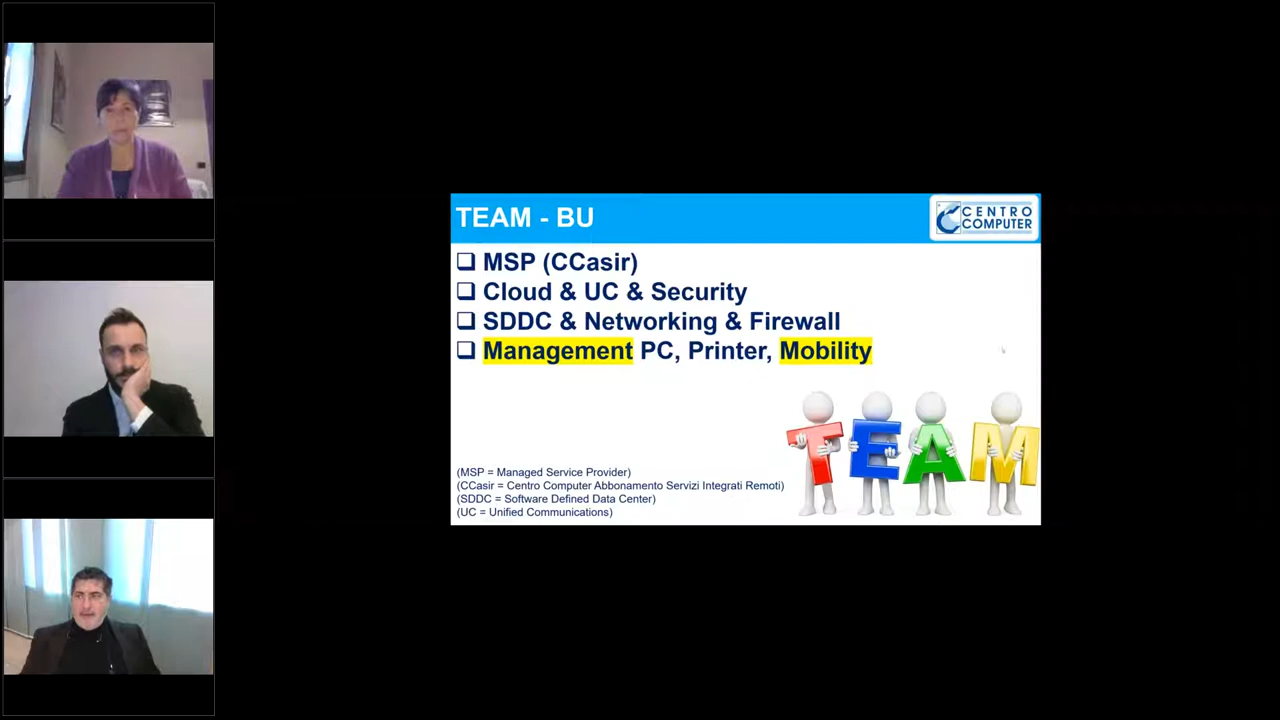 TEAM - BU
CENTRO
COMPUTER
MSP (CCasir)
Cloud & UC & Security
SDDC & Networking & Firewall
Management PC, Printer, Mobility
TEAM
(MSP = Managed Service Provider)
(CCasir = Centro Computer Abbonamento Servizi Integrati Remoti)
(SDDC = Software Defined Data Center)
(UC = Unified Communications)